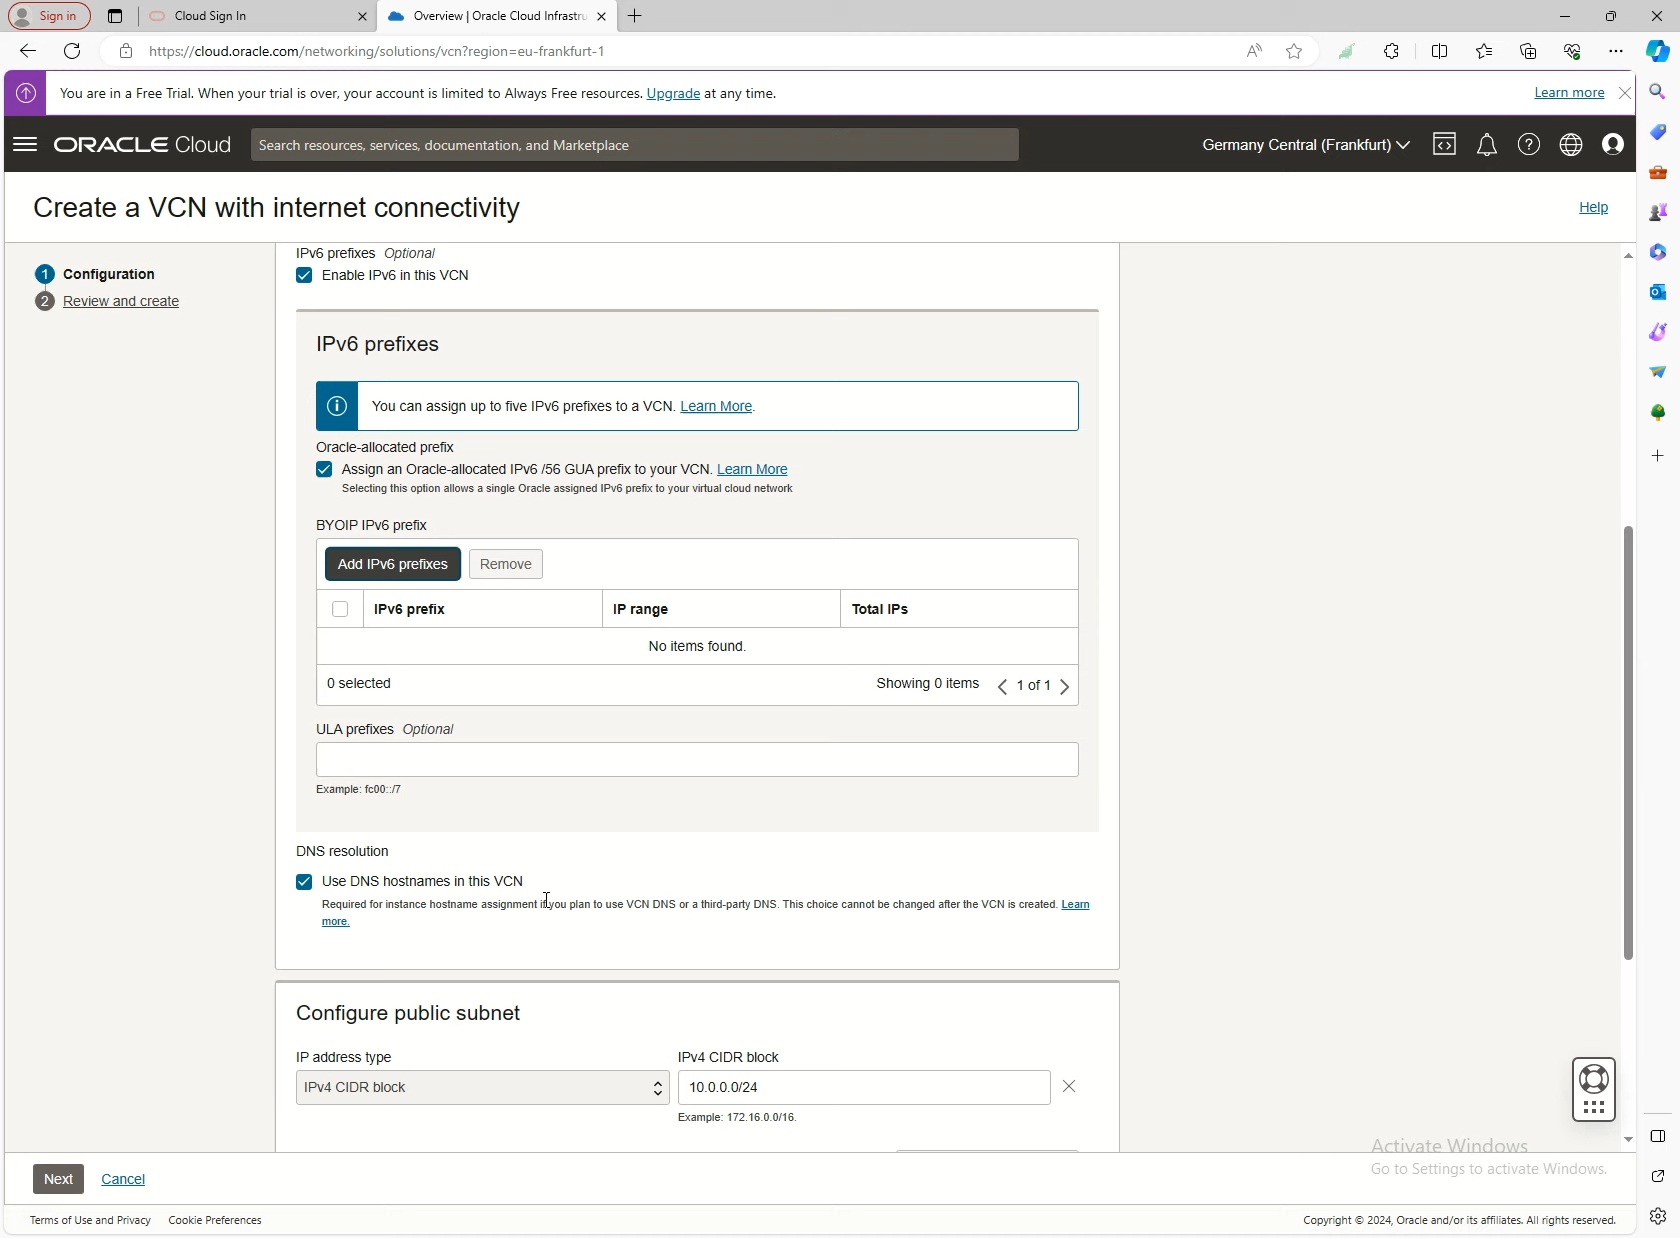 Sign in
Cloud Sign In
Overview | Oracle Cloud Infrastru
https://cloud.oracle.com/networking/solutions/vcn?region=eu-frankfurt-1
You are in a Free Trial. When your trial is over, your account is limited to Always Free resources. Upgrade at any time.
Learn more
ORACLE Cloud
Search resources, services, documentation, and Marketplace
Germany Central (Frankfurt)
Create a VCN with internet connectivity
Help
1 Configuration
2 Review and create
IPv6 prefixes Optional
Enable IPv6 in this VCN
IPv6 prefixes
You can assign up to five IPv6 prefixes to a VCN. Learn More.
Oracle-allocated prefix
Assign an Oracle-allocated IPv6 /56 GUA prefix to your VCN. Learn More
Selecting this option allows a single Oracle assigned IPv6 prefix to your virtual cloud network
BYOIP IPv6 prefix
Add IPv6 prefixes
Remove
IPv6 prefix
IP range
Total IPs
No items found.
0 selected
Showing 0 items
1 of 1
ULA prefixes Optional
Example: fc00::/7
DNS resolution
Use DNS hostnames in this VCN
Required for instance hostname assignment if you plan to use VCN DNS or a third-party DNS. This choice cannot be changed after the VCN is created. Learn
more.
Configure public subnet
IP address type
IPv4 CIDR block
IPv4 CIDR block
10.0.0.0/24
Example: 172.16.0.0/16.
Activate Windows
Go to Settings to activate Windows.
Next
Cancel
Terms of Use and Privacy
Cookie Preferences
Copyright © 2024, Oracle and/or its affiliates. All rights reserved.